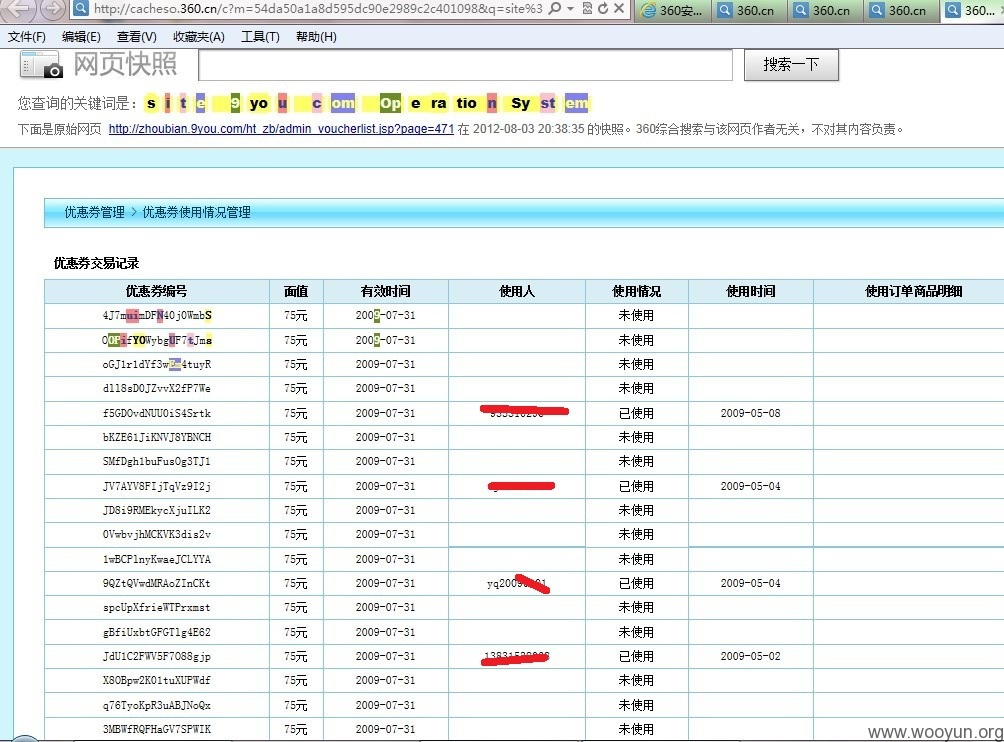 http://cacheso.360.cn/c?m=54da50a1a8d595dc90e2989c2c401098&q=site%3
360安... 360.cn 360.cn 360.cn 360...
文件(F) 编辑(E) 查看(V) 收藏夹(A) 工具(T) 帮助(H)
网页快照 搜索一下
您查询的关键词是： s i t e 9 yo u c om Op e ra tio n Sy st em
下面是原始网页 http://zhoubian.9you.com/ht_zb/admin_voucherlist.jsp?page=471 在 2012-08-03 20:38:35 的快照。360综合搜索与该网页作者无关，不对其内容负责。
优惠券管理 > 优惠券使用情况管理
优惠券交易记录
优惠券编号 面值 有效时间 使用人 使用情况 使用时间 使用订单商品明细
4J7muimDFN40j0WmbS 75元 2009-07-31 未使用
0OPifYOWybgUF7tJms 75元 2009-07-31 未使用
75元 2009-07-31 未使用
dll8sD0JZvvX2fP7We 75元 2009-07-31 未使用
f5GDOvdNUU0iS4Srtk 75元 2009-07-31 已使用 2009-05-08
bKZE61JiKNVJ8YBNCH 75元 2009-07-31 未使用
SMfDgh1buFusOg3TJ1 75元 2009-07-31 未使用
JV7AYV8FIjTqVz9I2j 75元 2009-07-31 已使用 2009-05-04
JD8i9RMEkycXjuILK2 75元 2009-07-31 未使用
0VwbvjhMCKVK3dis2v 75元 2009-07-31 未使用
1wBCPlnyKwaeJCLYYA 75元 2009-07-31 未使用
9QZtQVwdMRAoZInCKt 75元 2009-07-31 已使用 2009-05-04
spcUpXfrieWTPrxmst 75元 2009-07-31 未使用
gBfiUxbtGFGTlg4E62 75元 2009-07-31 未使用
JdU1C2FWV5F7O88gjp 75元 2009-07-31 已使用 2009-05-02
X8OBpw2K01tuXUPWdf 75元 2009-07-31 未使用
q76TyoKpR3uABJNoQx 75元 2009-07-31 未使用
3MBWfRQFHaGV7SPWIK 75元 2009-07-31 未使用
www.wooyun.org